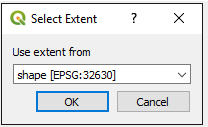 Select Extent
?
Use extent from
shape [EPSG:32630]
OK
Cancel